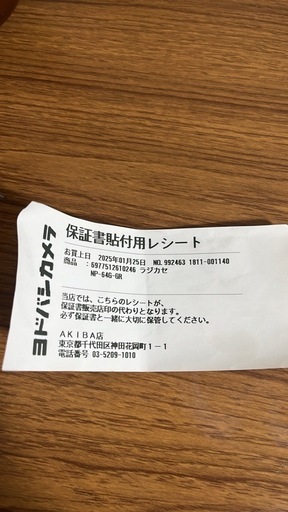 ヨドバシカメラ
保証書貼付用レシート
お買上日 2025年01月25日 NO.992463 1811-001140
商品 : 6977512610246 ラジカセ
NP-64G-GR
当店では、こちらのレシートが、
保証書販売店印の代わりとなります。
必ず保証書と一緒に大切に保管してください。
AKIBA店
東京都千代田区神田花岡町1-1
電話番号 03-5209-1010